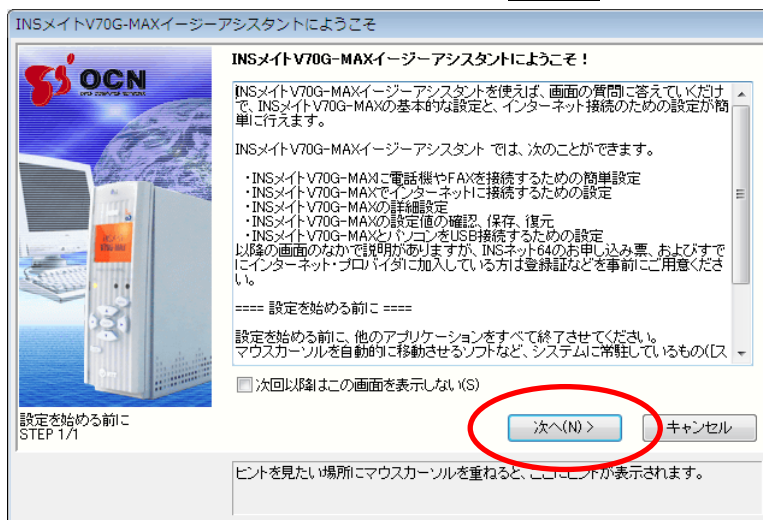 INSメイトV70G-MAXイージーアシスタントにようこそ
OCN
OPEN COMPUTER NETWORK
INSメイトV70G-MAXイージーアシスタントにようこそ！
INSメイトV70G-MAXイージーアシスタントを使えば、画面の質問に答えていくだけ
で、INSメイトV70G-MAXの基本的な設定と、インターネット接続のための設定が簡
単に行えます。
INSメイトV70G-MAXイージーアシスタント では、次のことができます。
・INSメイトV70G-MAXに電話機やFAXを接続するための簡単設定
・INSメイトV70G-MAXでインターネットに接続するための設定
・INSメイトV70G-MAXの詳細設定
・INSメイトV70G-MAXの設定値の確認、保存、復元
・INSメイトV70G-MAXとパソコンをUSB接続するための設定
以降の画面のなかで説明がありますが、INSネット64のお申し込み票、およびすで
にインターネット・プロバイダに加入している方は登録証などを事前にご用意くださ
い。
==== 設定を始める前に ====
設定を始める前に、他のアプリケーションをすべて終了させてください。
マウスカーソルを自動的に移動させるソフトなど、システムに常駐しているもの([ス
次回以降はこの画面を表示しない(S)
設定を始める前に
STEP 1/1
次へ(N) >
キャンセル
ヒントを見たい場所にマウスカーソルを重ねると、ここにヒントが表示されます。